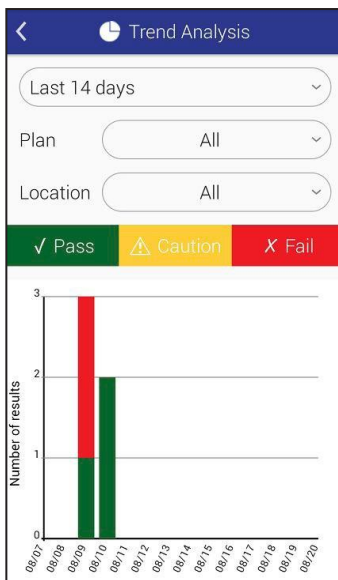 Trend Analysis
Last 14 days
Plan All
Location All
√ Pass ⚠ Caution X Fail
3
2
1
0
Number of results
08/07 08/08 08/09 08/10 08/11 08/12 08/13 08/14 08/15 08/16 08/17 08/18 08/19 08/20